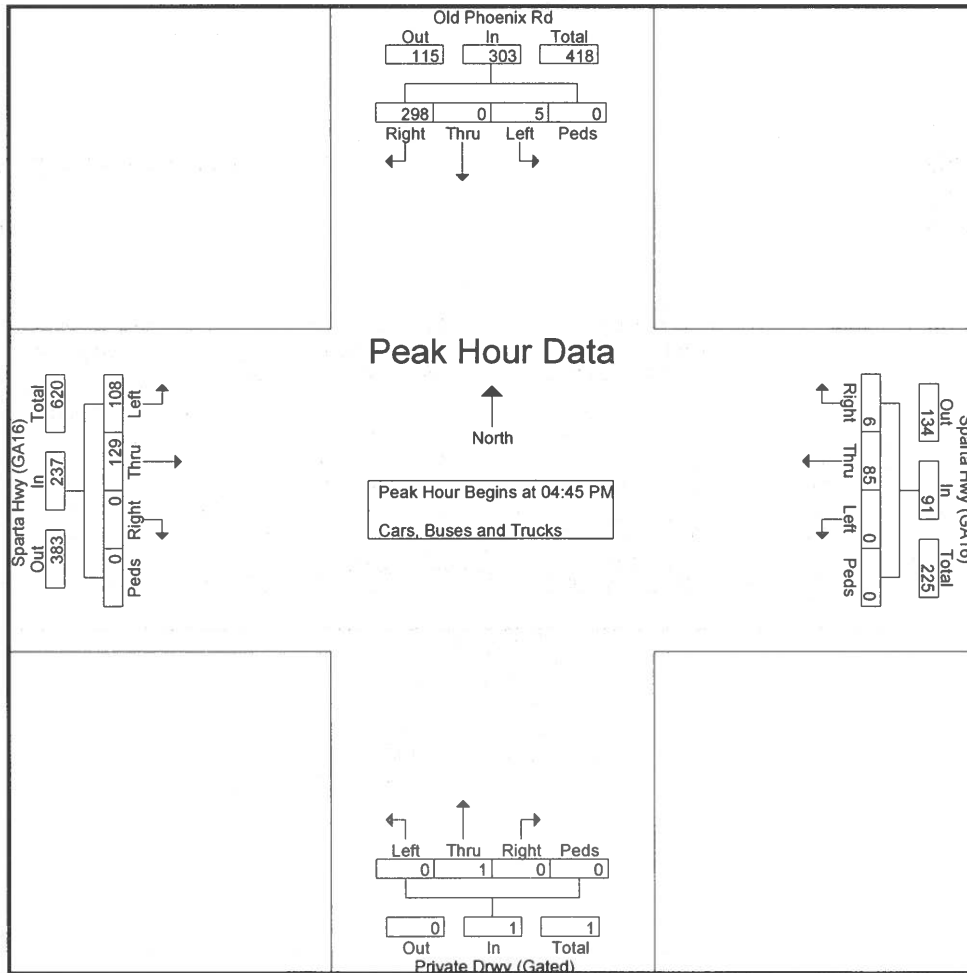 Old Phoenix Rd
Out In Total
115 303 418
298 0 5 0
Right Thru Left Peds
Peak Hour Data
North
Peak Hour Begins at 04:45 PM
Cars, Buses and Trucks
Sparta Hwy (GA16)
Total In Out
620 237 383
108 129 0 0
Left Thru Right Peds
Sparta Hwy (GA16)
Out In Total
134 91 225
6 85 0 0
Right Thru Left Peds
Left Thru Right Peds
0 1 0 0
0 1 1
Out In Total
Private Drwy (Gated)